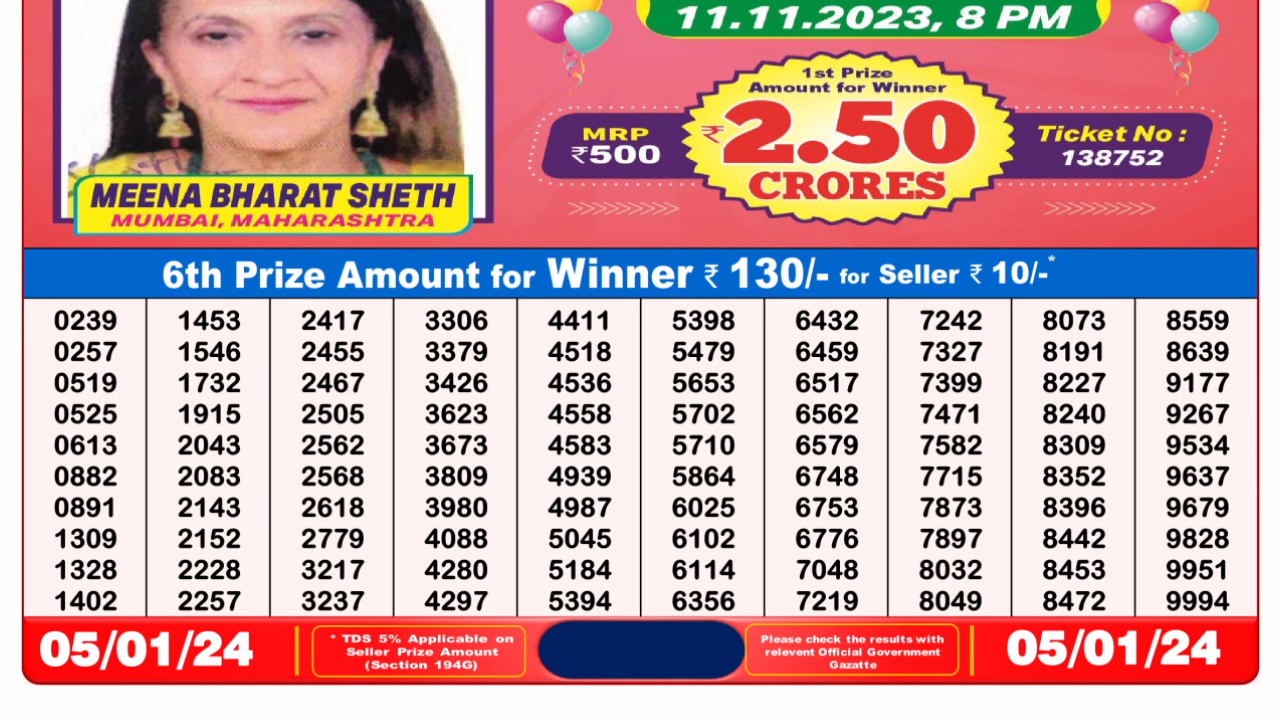 11.11.2023, 8 PM
1st Prize
Amount for Winner
₹2.50
CRORES
MRP
₹500
Ticket No :
138752
MEENA BHARAT SHETH
MUMBAI, MAHARASHTRA
6th Prize Amount for Winner ₹ 130/- for Seller ₹ 10/-*
0239 1453 2417 3306 4411 5398 6432 7242 8073 8559
0257 1546 2455 3379 4518 5479 6459 7327 8191 8639
0519 1732 2467 3426 4536 5653 6517 7399 8227 9177
0525 1915 2505 3623 4558 5702 6562 7471 8240 9267
0613 2043 2562 3673 4583 5710 6579 7582 8309 9534
0882 2083 2568 3809 4939 5864 6748 7715 8352 9637
0891 2143 2618 3980 4987 6025 6753 7873 8396 9679
1309 2152 2779 4088 5045 6102 6776 7897 8442 9828
1328 2228 3217 4280 5184 6114 7048 8032 8453 9951
1402 2257 3237 4297 5394 6356 7219 8049 8472 9994
05/01/24
* TDS 5% Applicable on
Seller Prize Amount
(Section 194G)
Please check the results with
relevent Official Government
Gazatte
05/01/24